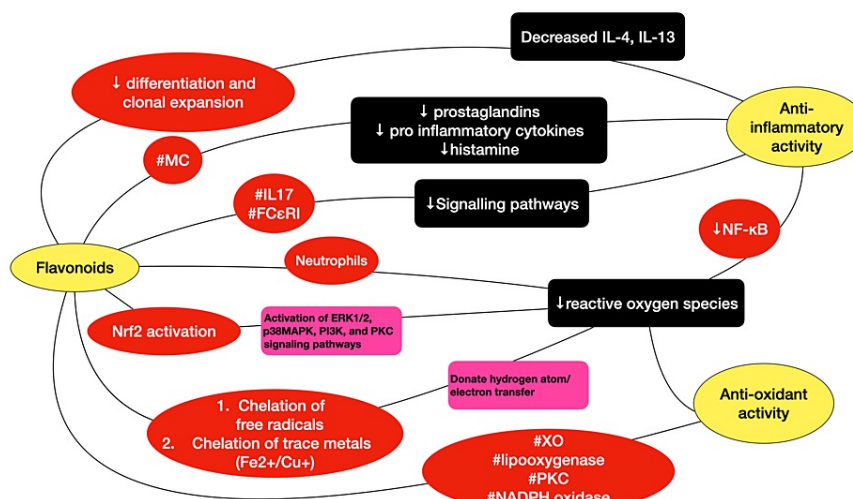 Decreased IL-4, IL-13
↓ differentiation and
clonal expansion
Anti-
inflammatory
activity
↓ prostaglandins
↓ pro inflammatory cytokines
↓histamine
#MC
#IL17
#FCεRI
↓Signalling pathways
↓NF-κB
Neutrophils
Flavonoids
↓reactive oxygen species
Nrf2 activation
Activation of ERK1/2,
p38MAPK, PI3K, and PKC
signaling pathways
Donate hydrogen atom/
electron transfer
Anti-oxidant
activity
1. Chelation of
free radicals
2. Chelation of trace metals
(Fe2+/Cu+)
#XO
#lipooxygenase
#PKC
#NADPH oxidase